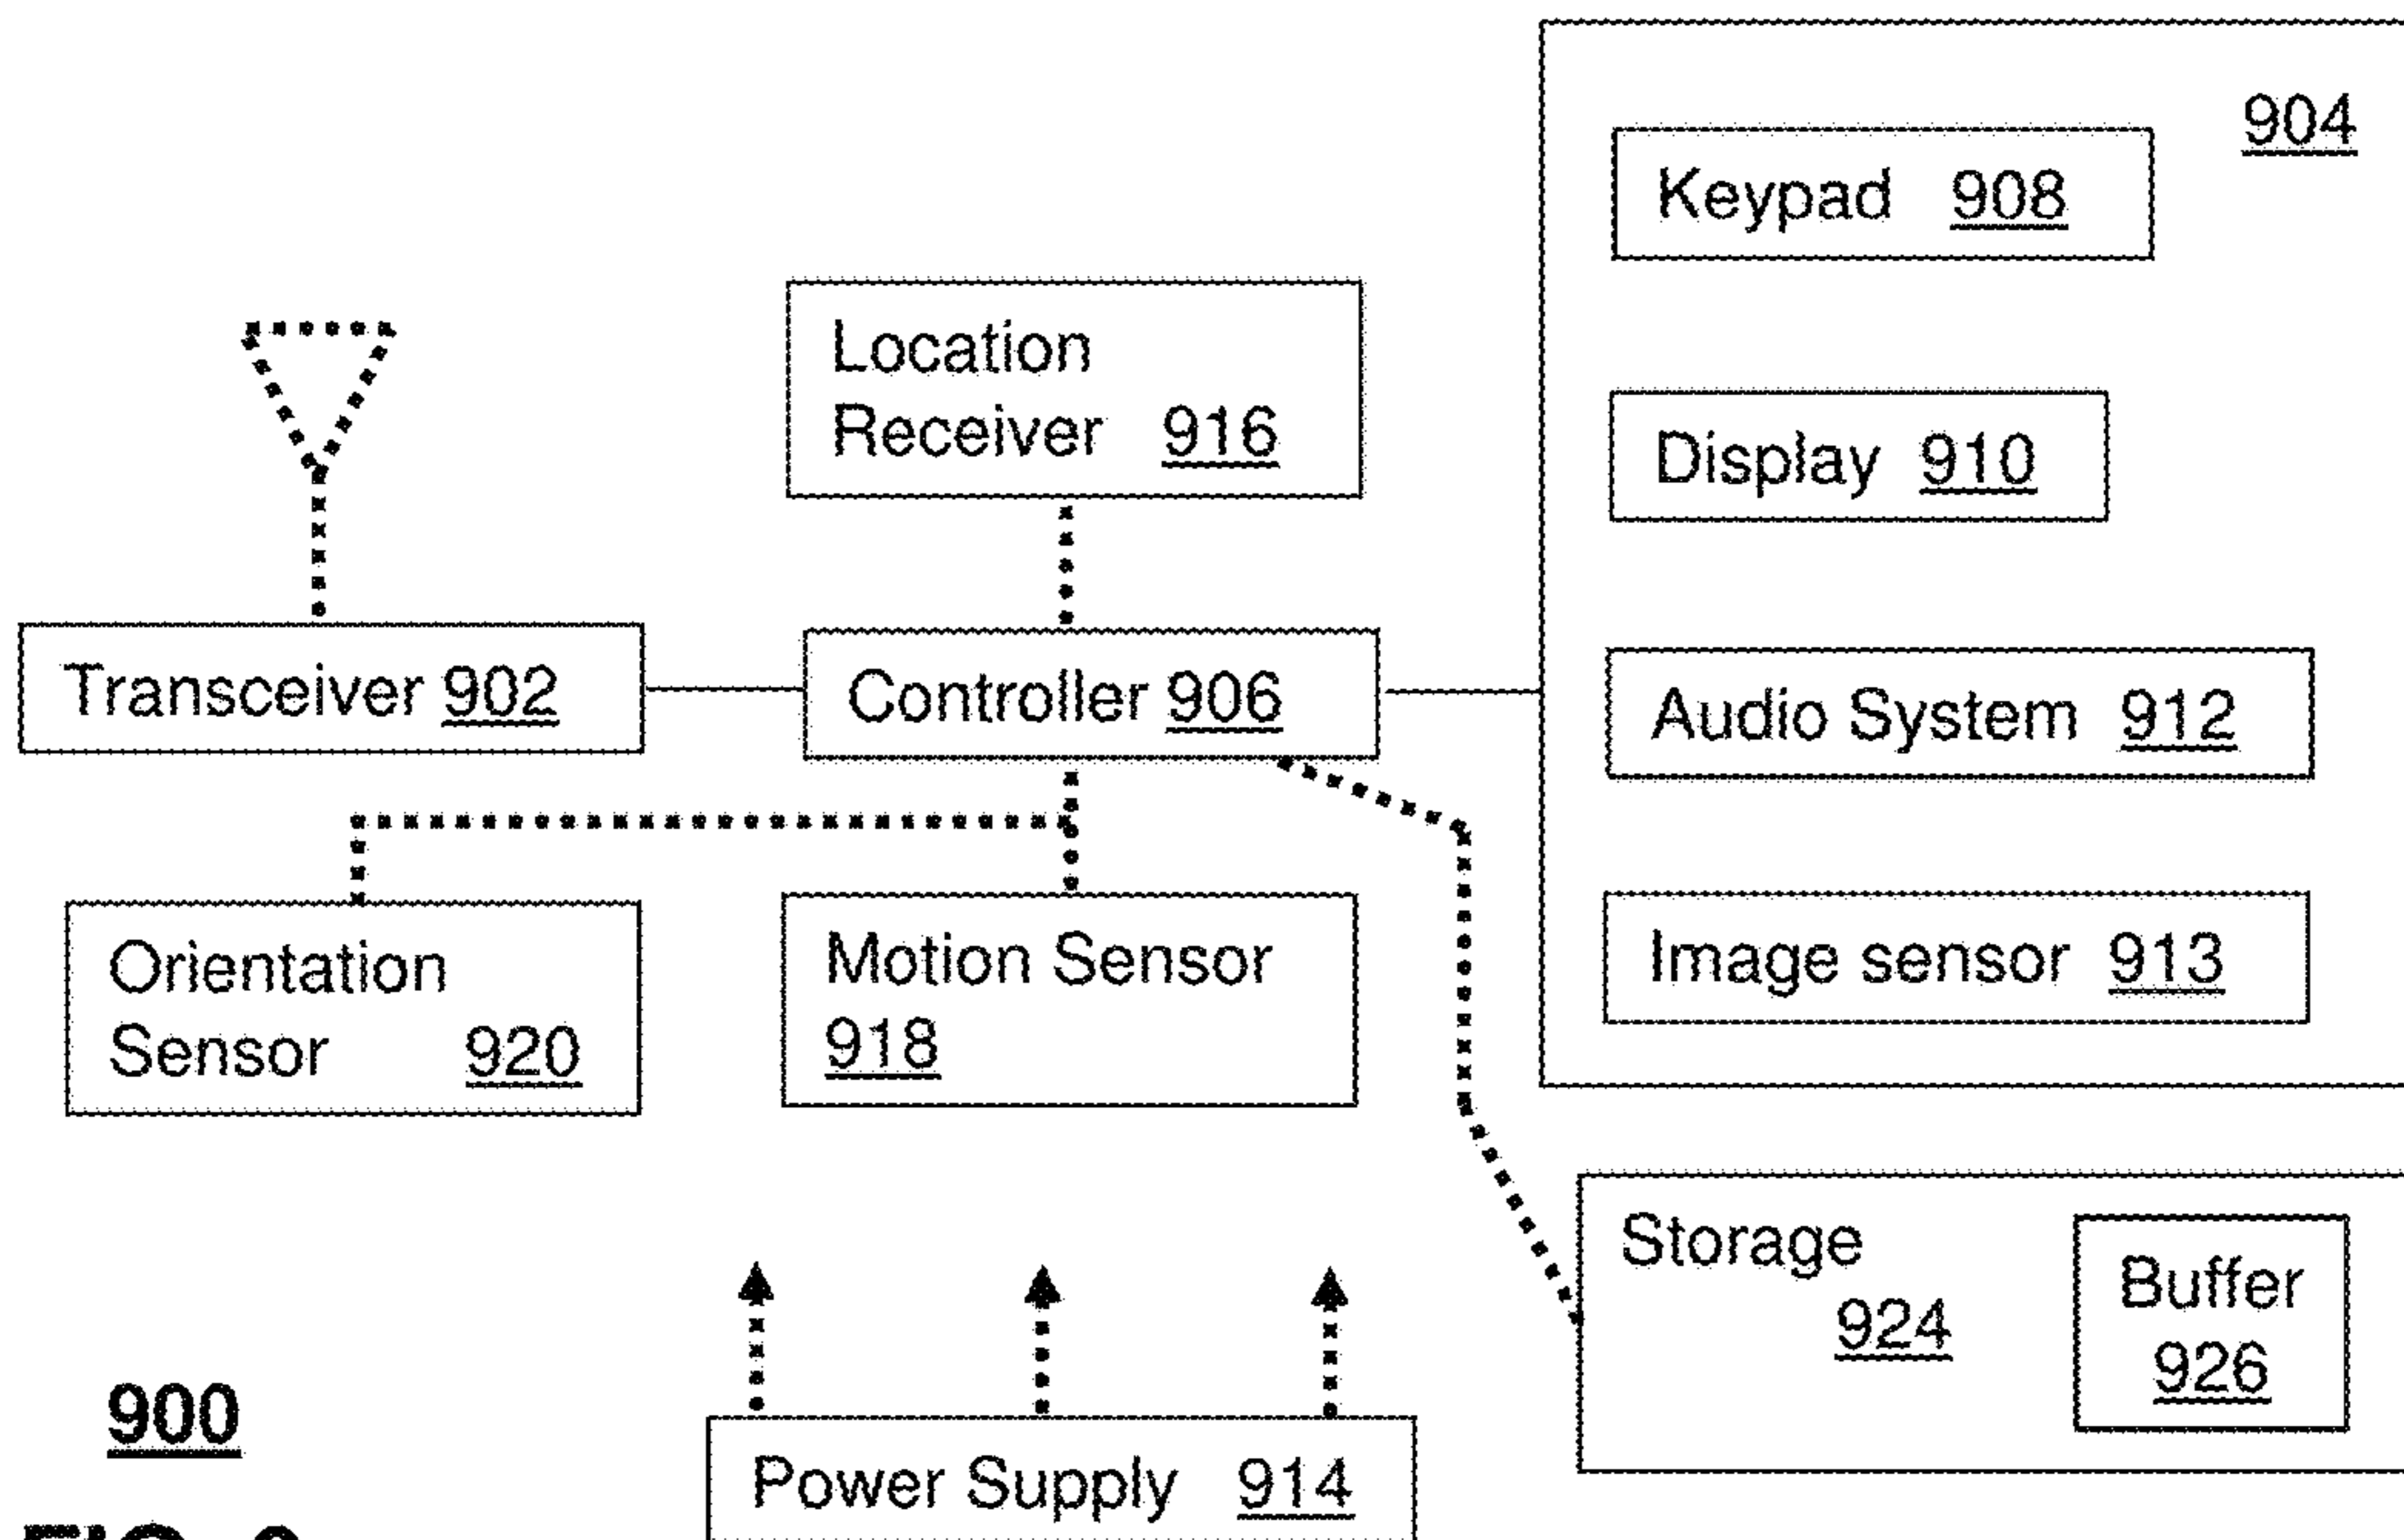 904
Keypad 908
Location
Receiver 916
Display 910
Transceiver 902
Controller 906
Audio System 912
Orientation
Sensor 920
Motion Sensor
918
Image sensor 913
Storage
924
Buffer
926
900
Power Supply 914